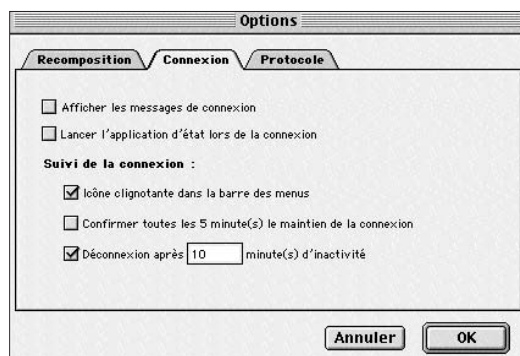 Options
Recomposition
Connexion
Protocole
Afficher les messages de connexion
Lancer l'application d'état lors de la connexion
Suivi de la connexion :
Icône clignotante dans la barre des menus
Confirmer toutes les 5 minute(s) le maintien de la connexion
Déconnexion après 10 minute(s) d'inactivité
Annuler
OK